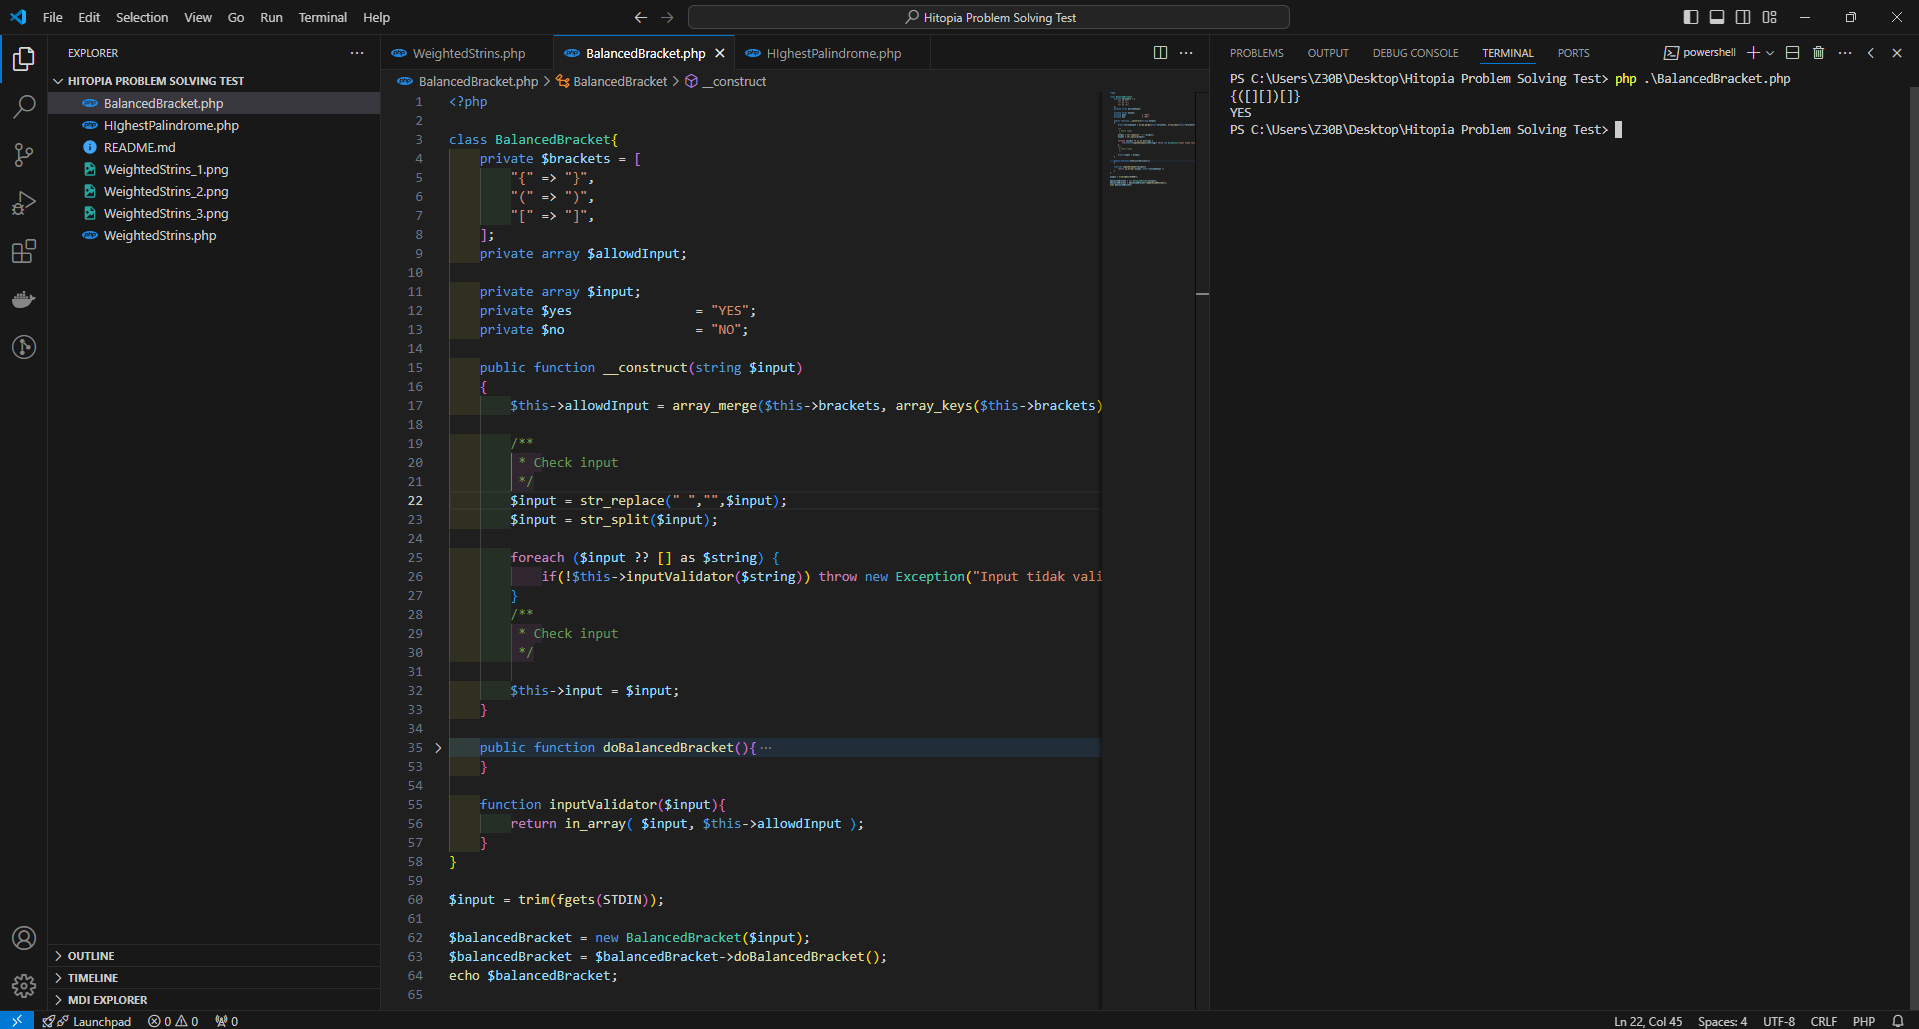 File Edit Selection View Go Run Terminal Help
Hitopia Problem Solving Test
EXPLORER
HITOPIA PROBLEM SOLVING TEST
BalancedBracket.php
HIghestPalindrome.php
README.md
WeightedStrins_1.png
WeightedStrins_2.png
WeightedStrins_3.png
WeightedStrins.php
OUTLINE
TIMELINE
MDI EXPLORER
WeightedStrins.php BalancedBracket.php HIghestPalindrome.php
BalancedBracket.php > BalancedBracket > __construct
1 <?php
2
3 class BalancedBracket{
4 private $brackets = [
5 "{" => "}",
6 "(" => ")",
7 "[" => "]",
8 ];
9 private array $allowdInput;
10
11 private array $input;
12 private $yes = "YES";
13 private $no = "NO";
14
15 public function __construct(string $input)
16 {
17 $this->allowdInput = array_merge($this->brackets, array_keys($this->brackets)
18
19 /**
20 * Check input
21 */
22 $input = str_replace(" ","",$input);
23 $input = str_split($input);
24
25 foreach ($input ?? [] as $string) {
26 if(!$this->inputValidator($string)) throw new Exception("Input tidak vali
27 }
28 /**
29 * Check input
30 */
31
32 $this->input = $input;
33 }
34
35 public function doBalancedBracket(){ ···
53 }
54
55 function inputValidator($input){
56 return in_array( $input, $this->allowdInput );
57 }
58 }
59
60 $input = trim(fgets(STDIN));
61
62 $balancedBracket = new BalancedBracket($input);
63 $balancedBracket = $balancedBracket->doBalancedBracket();
64 echo $balancedBracket;
65
PROBLEMS OUTPUT DEBUG CONSOLE TERMINAL PORTS
powershell
PS C:\Users\Z30B\Desktop\Hitopia Problem Solving Test> php .\BalancedBracket.php
{([][])[]}
YES
PS C:\Users\Z30B\Desktop\Hitopia Problem Solving Test>
Launchpad 0 0 0
Ln 22, Col 45 Spaces: 4 UTF-8 CRLF PHP